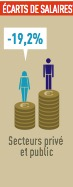 ÉCARTS DE SALAIRES
-19,2%
Secteurs privé
et public